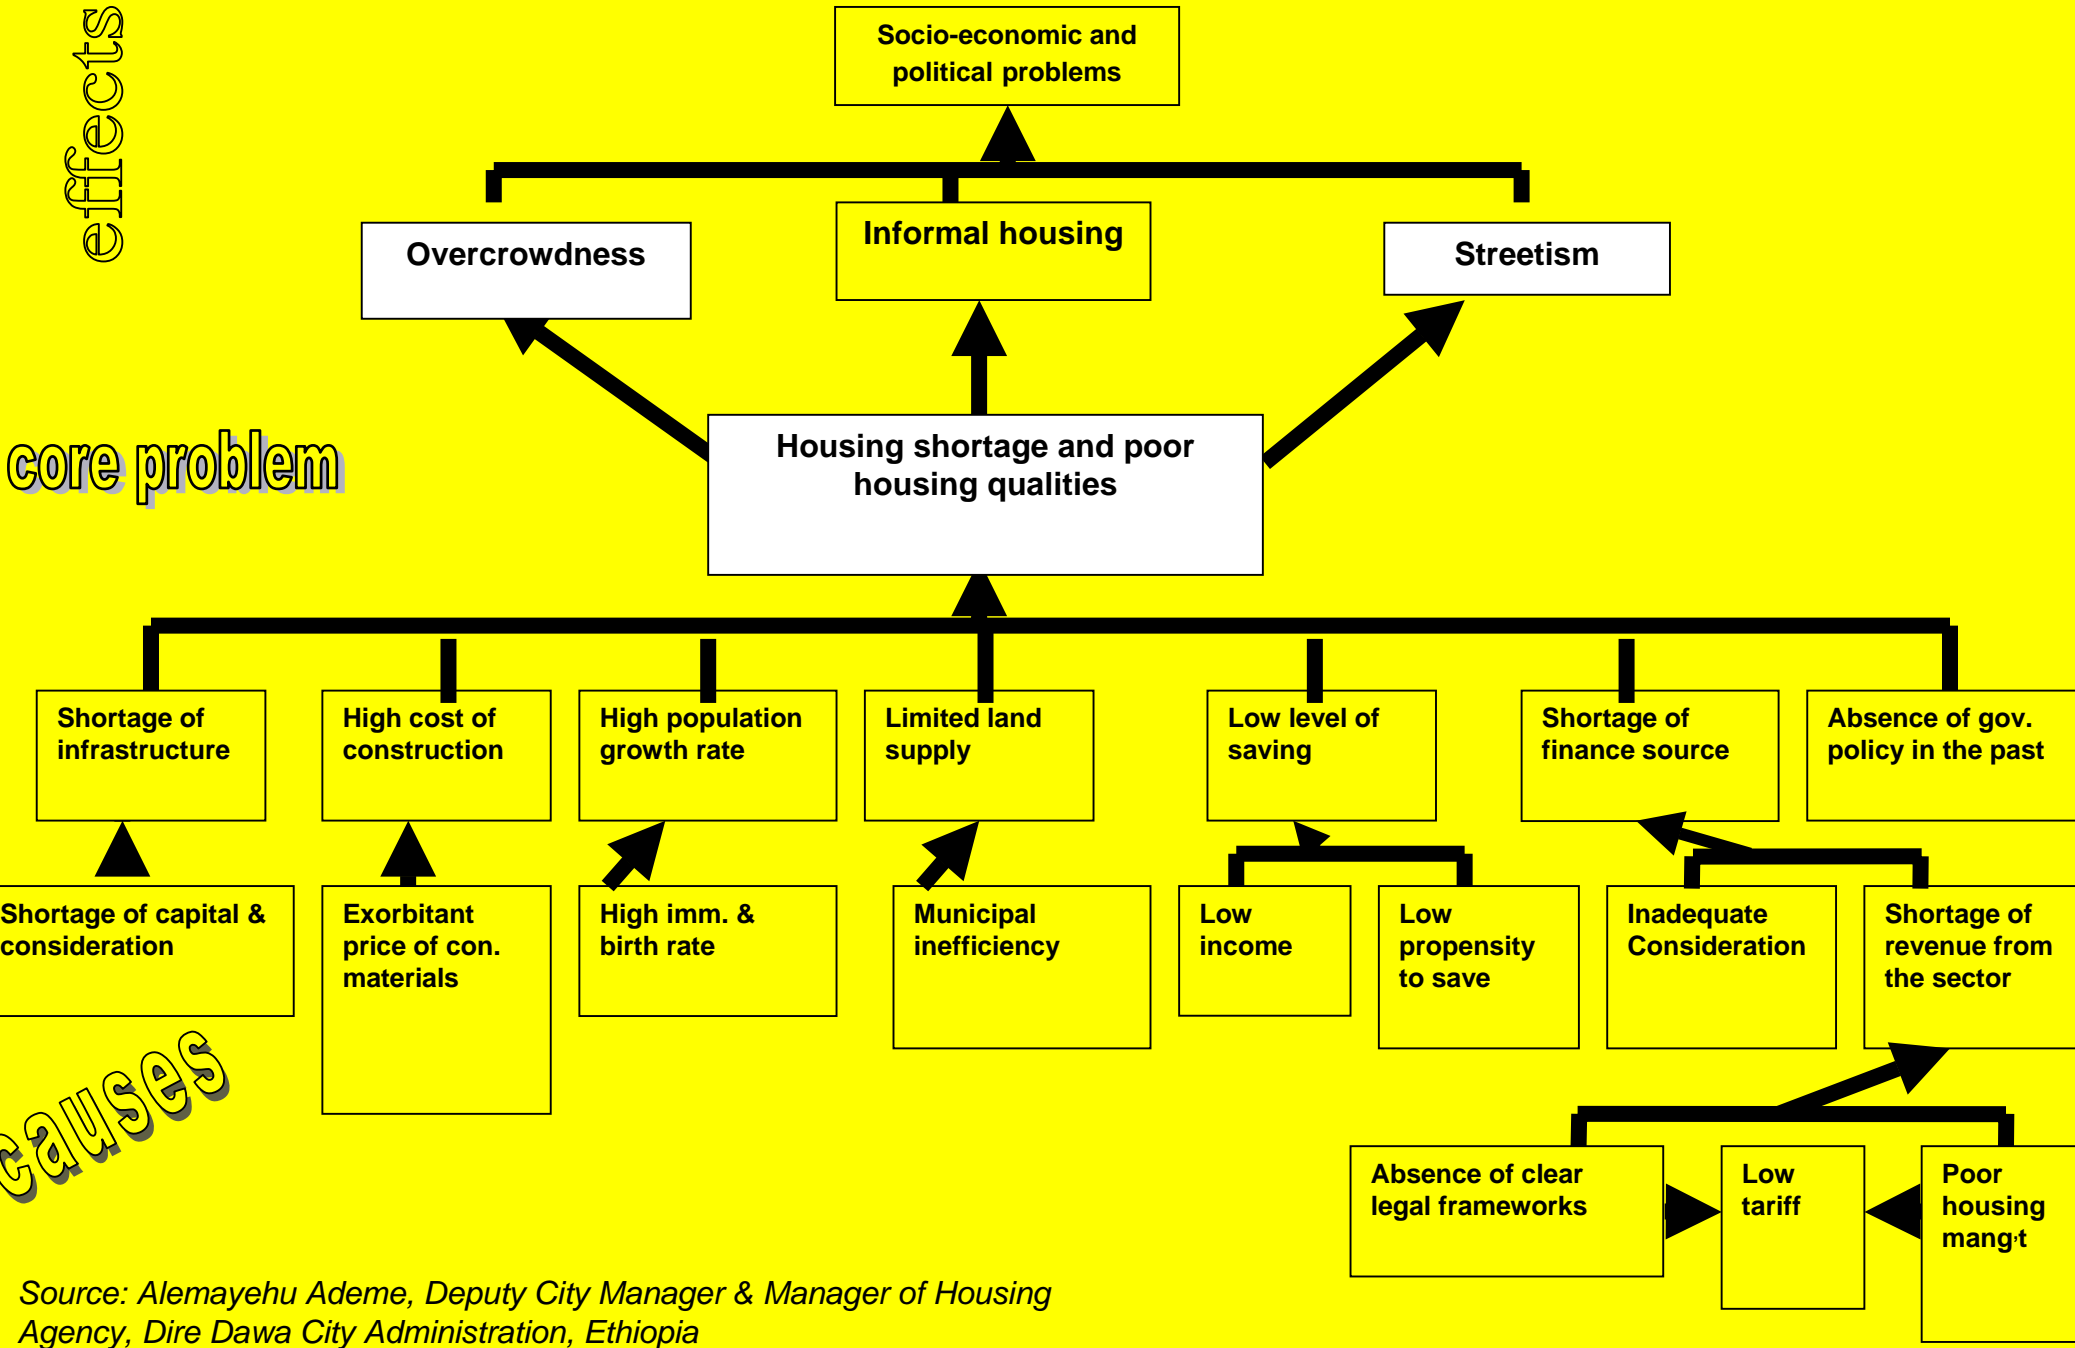 effects
Socio-economic and
political problems
Overcrowdness
Informal housing
Streetism
core problem
Housing shortage and poor
housing qualities
Shortage of
infrastructure
High cost of
construction
High population
growth rate
Limited land
supply
Low level of
saving
Shortage of
finance source
Absence of gov.
policy in the past
Shortage of capital &
consideration
Exorbitant
price of con.
materials
High imm. &
birth rate
Municipal
inefficiency
Low
income
Low
propensity
to save
Inadequate
Consideration
Shortage of
revenue from
the sector
causes
Absence of clear
legal frameworks
Low
tariff
Poor
housing
mang,t
Source: Alemayehu Ademe, Deputy City Manager & Manager of Housing
Agency, Dire Dawa City Administration, Ethiopia